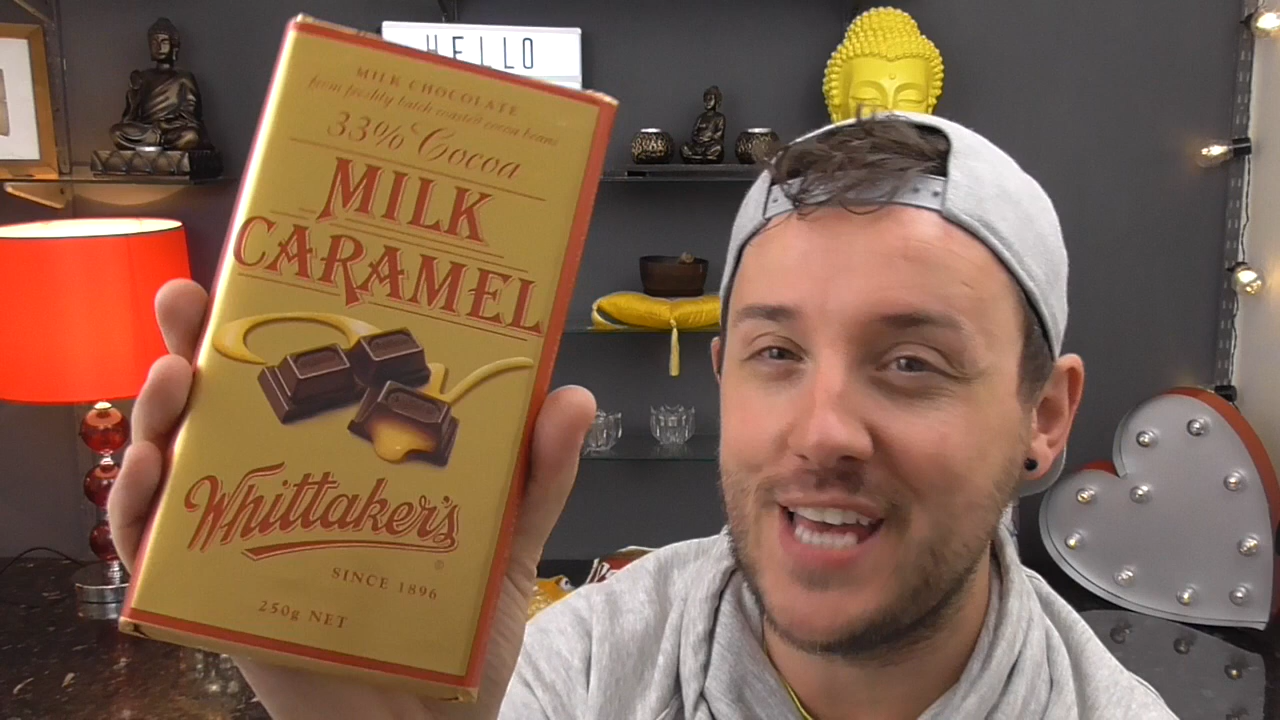 HELLO
MILK CHOCOLATE
from freshly batch roasted cocoa beans
33% Cocoa
MILK
CARAMEL
Whittaker's
SINCE 1896
250g NET